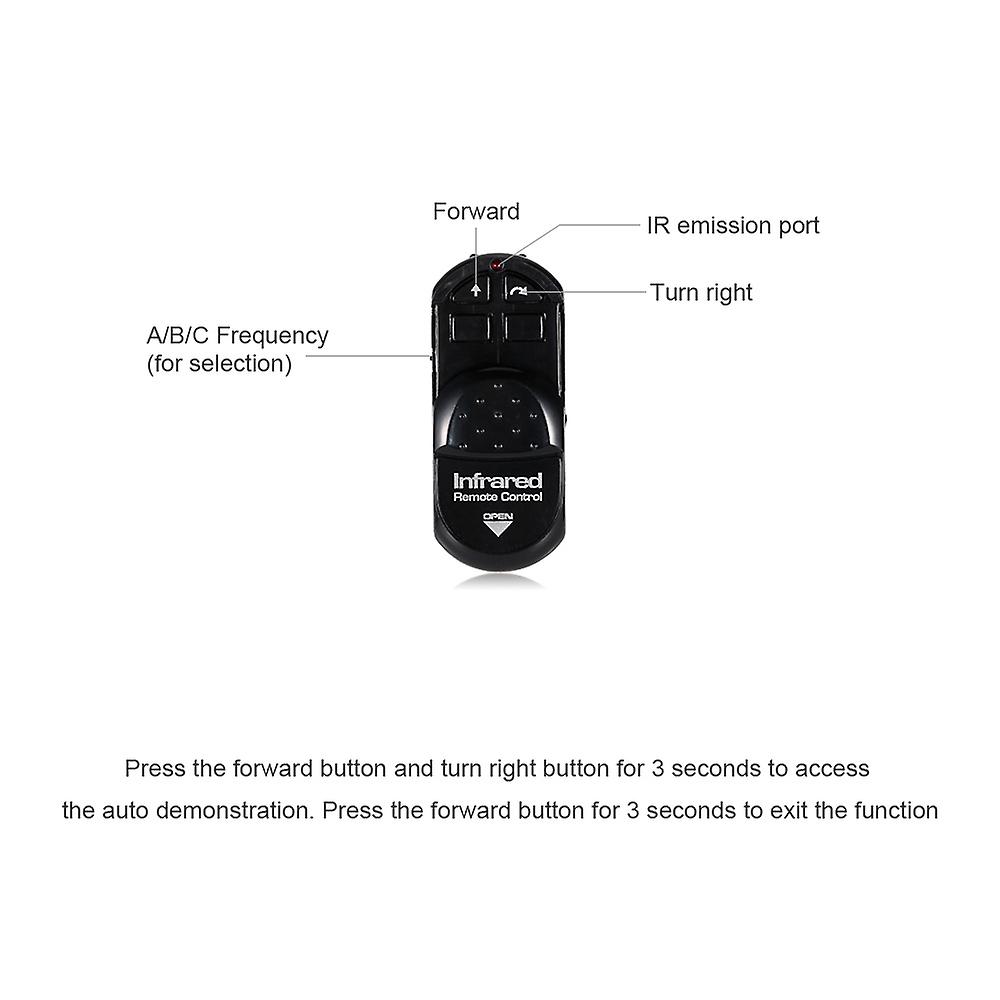 Forward
IR emission port
Turn right
A/B/C Frequency
(for selection)
Infrared
Remote Control
OPEN
Press the forward button and turn right button for 3 seconds to access
the auto demonstration. Press the forward button for 3 seconds to exit the function